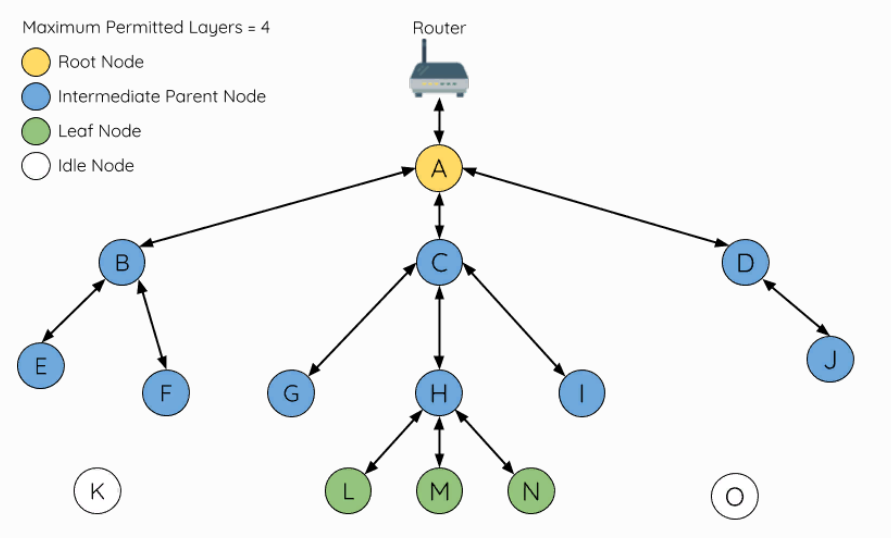 Maximum Permitted Layers = 4
Root Node
Intermediate Parent Node
Leaf Node
Idle Node
Router
A
B
C
D
E
F
G
H
I
J
K
L
M
N
O